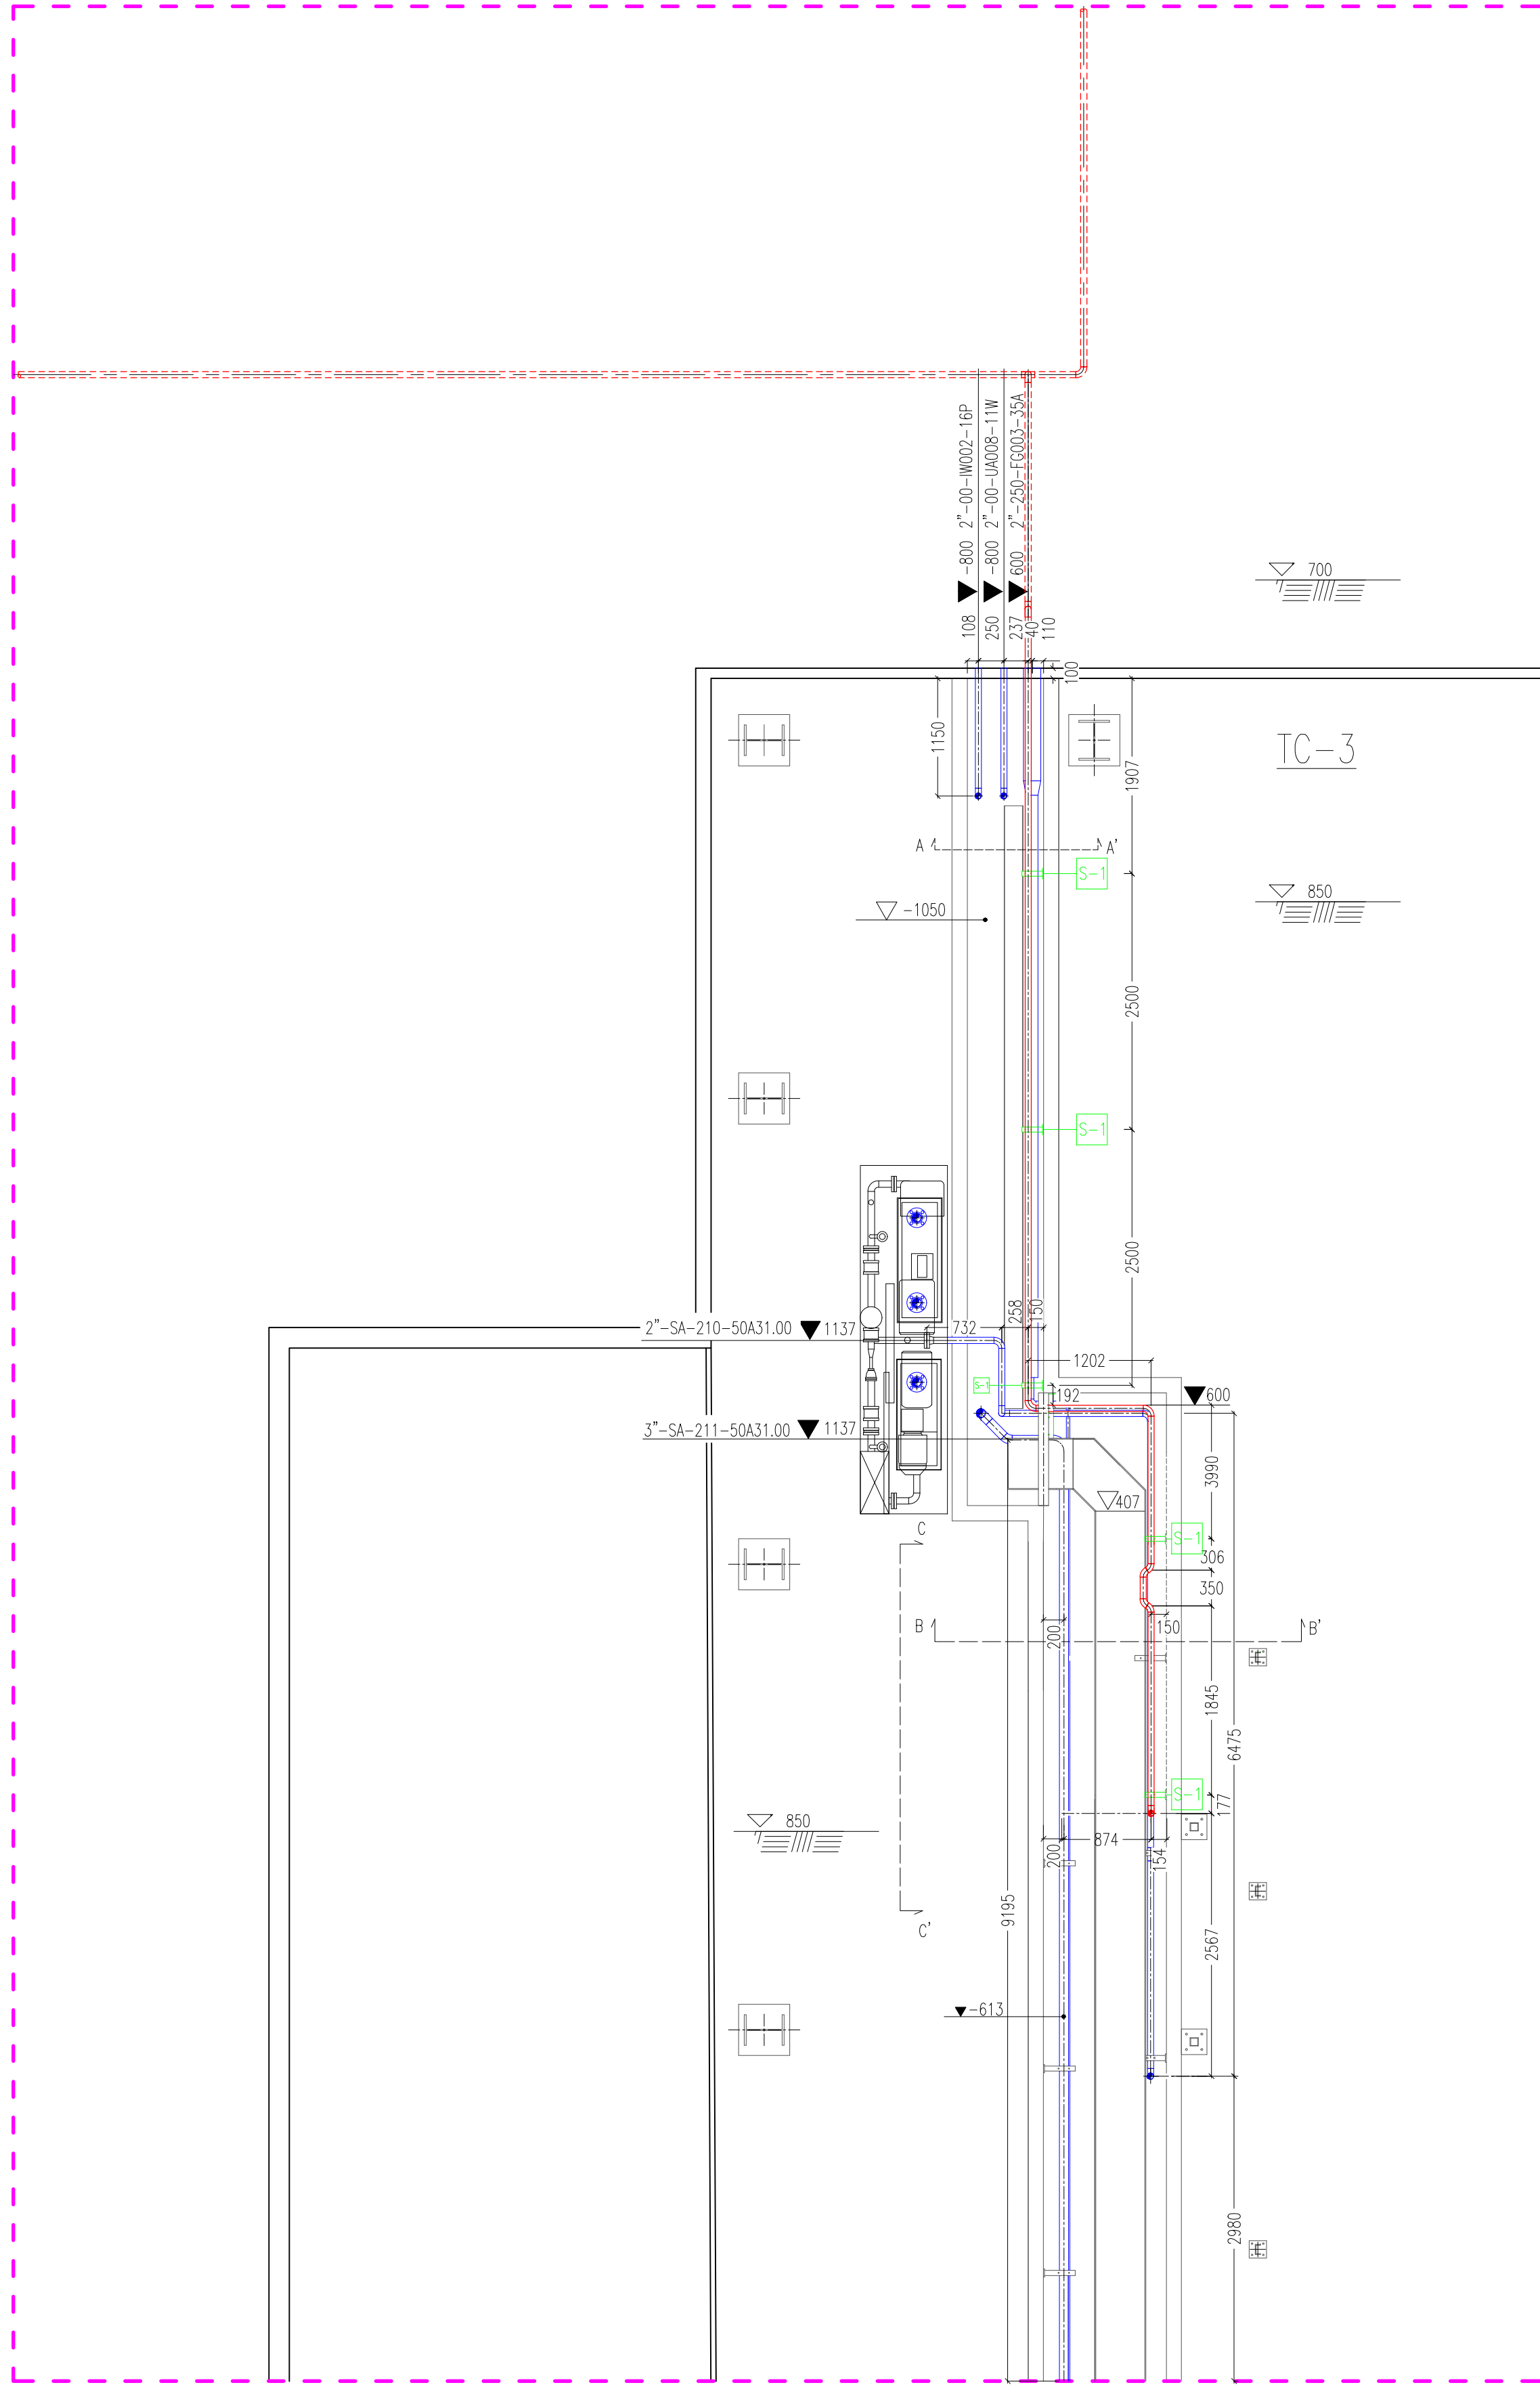 -800 2”-00-IW002-16P
-800 2”-00-UA008-11W
600 2”-250-FG003-35A
700
108
250
237
40
110
100
1150
1907
TC-3
A
A'
S-1
850
-1050
2500
S-1
2500
258
150
2”-SA-210-50A31.00
1137
732
1202
S-1
192
600
3”-SA-211-50A31.00
1137
3990
407
C
S-1
306
350
B
B'
200
150
1845
6475
S-1
177
850
874
200
154
9195
C'
2567
-613
2980